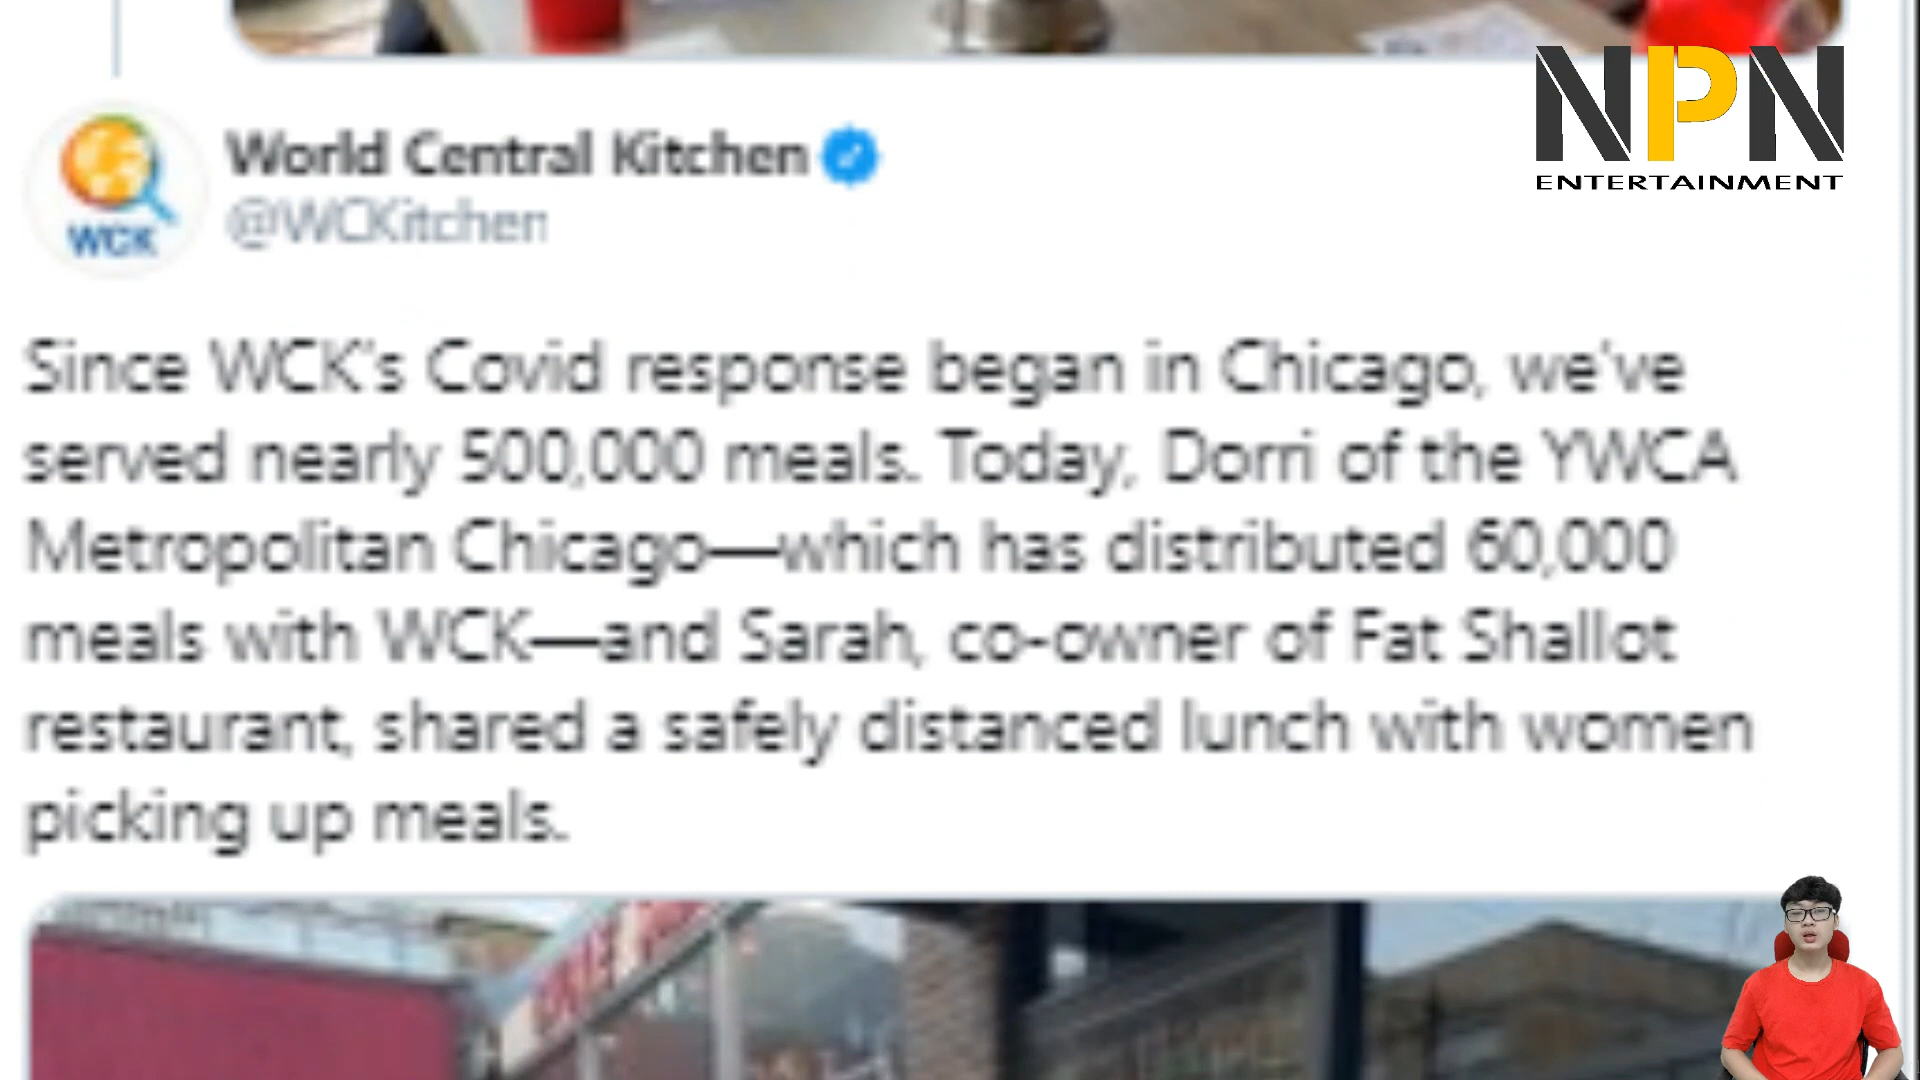 NPN
ENTERTAINMENT
World Central Kitchen
@WCKitchen
WCK
Since WCK's Covid response began in Chicago, we've
served nearly 500,000 meals. Today, Dorri of the YWCA
Metropolitan Chicago—which has distributed 60,000
meals with WCK—and Sarah, co-owner of Fat Shallot
restaurant, shared a safely distanced lunch with women
picking up meals.